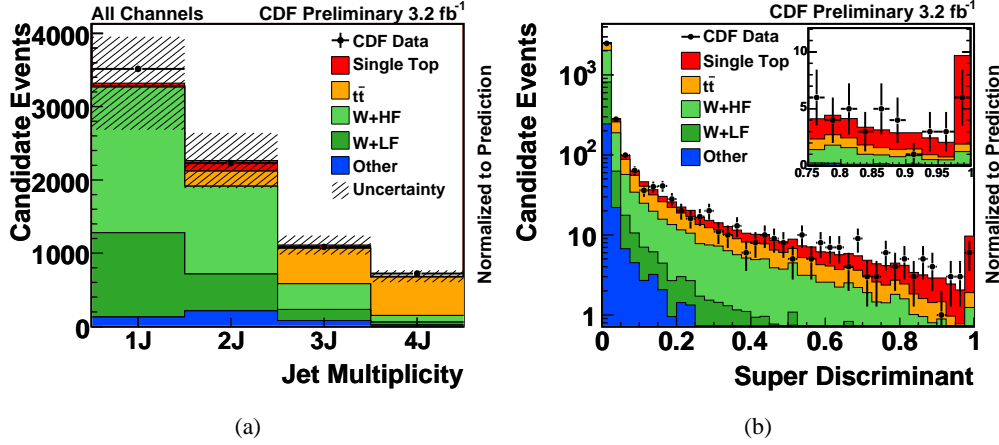 All Channels
CDF Preliminary 3.2 fb-1
Candidate Events
4000
3000
2000
1000
0
CDF Data
Single Top
tt̄
W+HF
W+LF
Other
Uncertainty
Normalized to Prediction
1J 2J 3J 4J
Jet Multiplicity
(a)
CDF Preliminary 3.2 fb-1
Candidate Events
10³
10²
10
1
CDF Data
Single Top
tt̄
W+HF
W+LF
Other
10
5
0
0.76 0.8 0.85 0.9 0.95 1
Normalized to Prediction
0 0.2 0.4 0.6 0.8 1
Super Discriminant
(b)